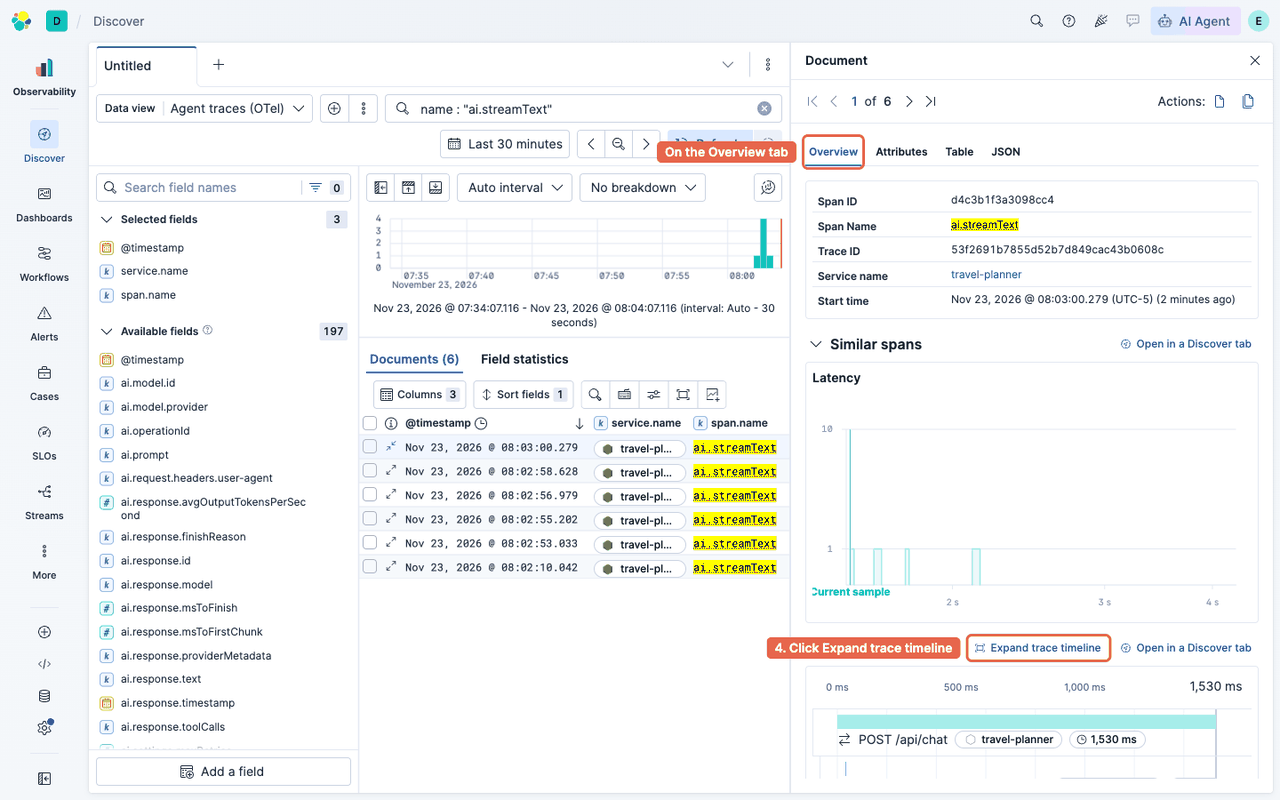 D / Discover
AI Agent E
Observability
Discover
Dashboards
Workflows
Alerts
Cases
SLOs
Streams
More
Untitled
Data view Agent traces (OTel)
name : "ai.streamText"
Last 30 minutes
On the Overview tab
Search field names 0
Selected fields 3
@timestamp
k service.name
k span.name
Available fields 197
@timestamp
k ai.model.id
k ai.model.provider
k ai.operationId
k ai.prompt
k ai.request.headers.user-agent
# ai.response.avgOutputTokensPerSec
ond
k ai.response.finishReason
k ai.response.id
k ai.response.model
# ai.response.msToFinish
# ai.response.msToFirstChunk
k ai.response.providerMetadata
k ai.response.text
ai.response.timestamp
k ai.response.toolCalls
Add a field
Auto interval No breakdown
4
3
2
1
0
07:35 07:40 07:45 07:50 07:55 08:00
November 23, 2026
Nov 23, 2026 @ 07:34:07.116 - Nov 23, 2026 @ 08:04:07.116 (interval: Auto - 30
seconds)
Documents (6) Field statistics
Columns 3 Sort fields 1
@timestamp k service.name k span.name
Nov 23, 2026 @ 08:03:00.279 travel-pl... ai.streamText
Nov 23, 2026 @ 08:02:58.628 travel-pl... ai.streamText
Nov 23, 2026 @ 08:02:56.979 travel-pl... ai.streamText
Nov 23, 2026 @ 08:02:55.202 travel-pl... ai.streamText
Nov 23, 2026 @ 08:02:53.033 travel-pl... ai.streamText
Nov 23, 2026 @ 08:02:10.042 travel-pl... ai.streamText
Document
1 of 6 Actions:
Overview Attributes Table JSON
Span ID d4c3b1f3a3098cc4
Span Name ai.streamText
Trace ID 53f2691b7855d52b7d849cac43b0608c
Service name travel-planner
Start time Nov 23, 2026 @ 08:03:00.279 (UTC-5) (2 minutes ago)
Similar spans Open in a Discover tab
Latency
10
1
Current sample
2 s 3 s 4 s
4. Click Expand trace timeline Expand trace timeline Open in a Discover tab
0 ms 500 ms 1,000 ms 1,530 ms
POST /api/chat travel-planner 1,530 ms